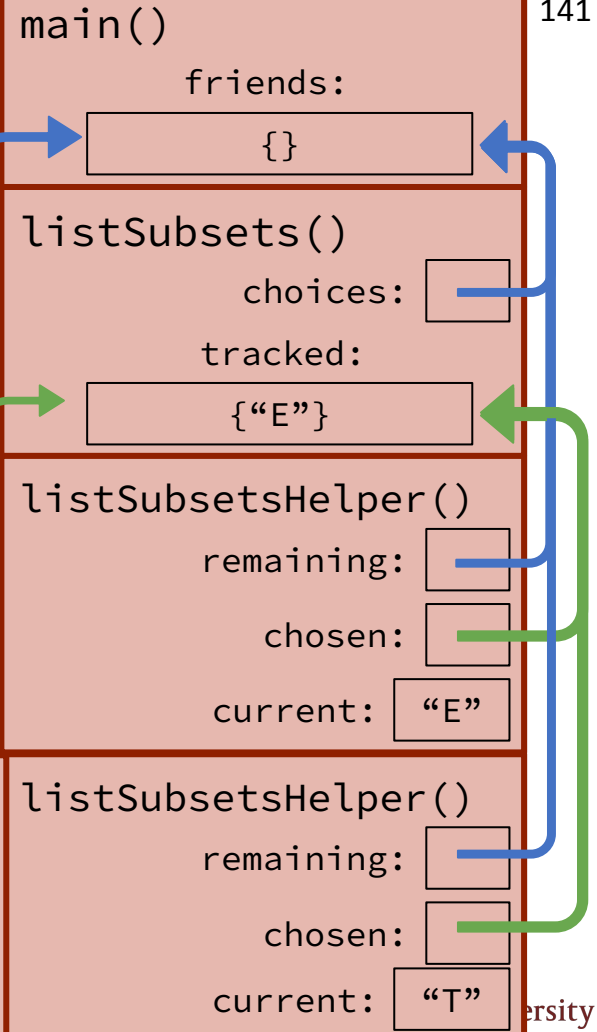 141
main()
friends:
{}
listSubsets()
choices:
tracked:
{“E”}
listSubsetsHelper()
remaining:
chosen:
current: “E”
listSubsetsHelper()
remaining:
chosen:
current: “T”
ersity